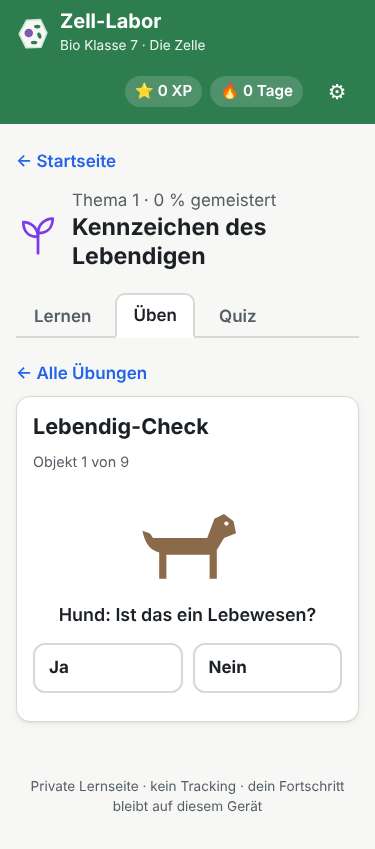 Zell-Labor
Bio Klasse 7 · Die Zelle
⭐ 0 XP
🔥 0 Tage
← Startseite
Thema 1 · 0 % gemeistert
Kennzeichen des
Lebendigen
Lernen
Üben
Quiz
← Alle Übungen
Lebendig-Check
Objekt 1 von 9
Hund: Ist das ein Lebewesen?
Ja
Nein
Private Lernseite · kein Tracking · dein Fortschritt
bleibt auf diesem Gerät